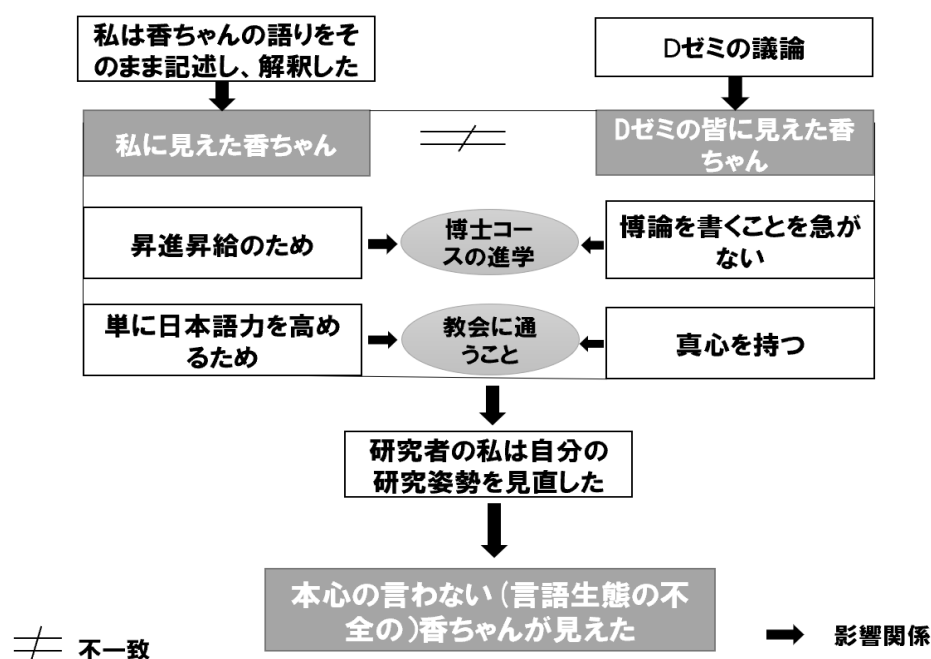 私は香ちゃんの語りをそ
のまま記述し、解釈した
Dゼミの議論
私に見えた香ちゃん
Dゼミの皆に見えた香
ちゃん
昇進昇給のため
博士コー
スの進学
博論を書くことを急が
ない
単に日本語力を高め
るため
教会に通
うこと
真心を持つ
研究者の私は自分の
研究姿勢を見直した
本心の言わない(言語生態の不
全の)香ちゃんが見えた
不一致
影響関係